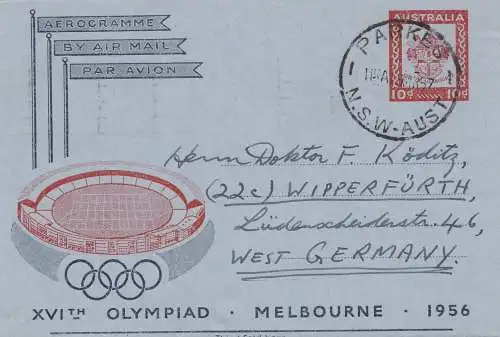 AEROGRAMME
BY AIR MAIL
PAR AVION
AUSTRALIA
10d 10d
PARKES
N.S.W-AUST
Herrn Doktor F. Köditz,
(22c) WIPPERFÜRTH,
Lüdenscheiderstr. 46,
WEST GERMANY.
XVITH OLYMPIAD · MELBOURNE · 1956